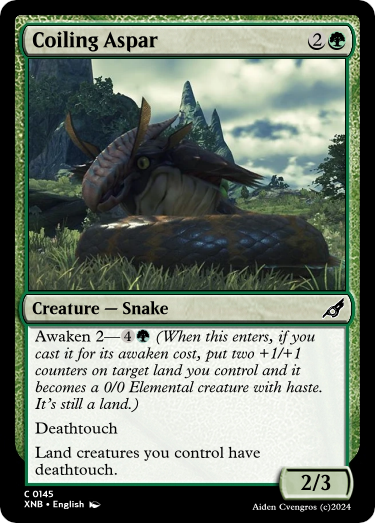 Coiling Aspar 2
Creature — Snake
Awaken 2—4 (When this enters, if you
cast it for its awaken cost, put two +1/+1
counters on target land you control and it
becomes a 0/0 Elemental creature with haste.
It's still a land.)
Deathtouch
Land creatures you control have
deathtouch.
2/3
C 0145
XNB • English
Aiden Cvengros (c)2024